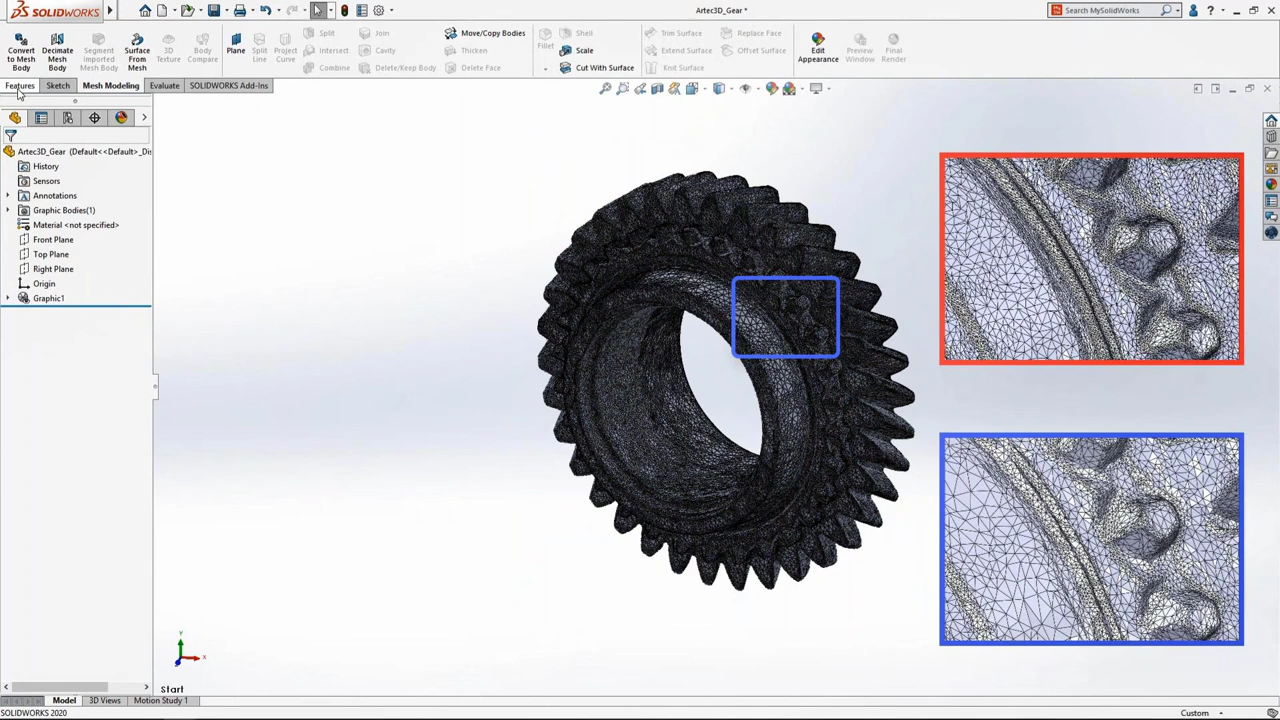 SOLIDWORKS
Artec3D_Gear *
Search MySolidWorks
?
Convert to Mesh Body
Decimate Mesh Body
Segment Imported Mesh Body
Surface From Mesh
3D Texture
Body Compare
Plane
Split Line
Project Curve
Split
Intersect
Combine
Join
Cavity
Delete/Keep Body
Move/Copy Bodies
Thicken
Delete Face
Fillet
Shell
Scale
Cut With Surface
Trim Surface
Extend Surface
Knit Surface
Replace Face
Offset Surface
Edit Appearance
Preview Window
Final Render
Features
Sketch
Mesh Modeling
Evaluate
SOLIDWORKS Add-Ins
Artec3D_Gear (Default<<Default>_Dis
History
Sensors
Annotations
Graphic Bodies(1)
Material <not specified>
Front Plane
Top Plane
Right Plane
Origin
Graphic1
Y
X
Start
Model
3D Views
Motion Study 1
SOLIDWORKS 2020
Custom